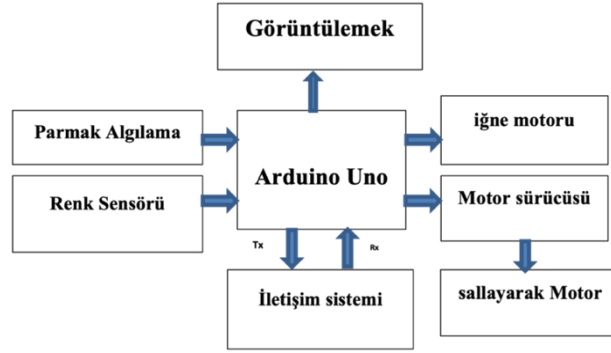 Görüntülemek
Parmak Algılama
Arduino Uno
iğne motoru
Renk Sensörü
Motor sürücüsü
Tx
Rx
İletişim sistemi
sallayarak Motor